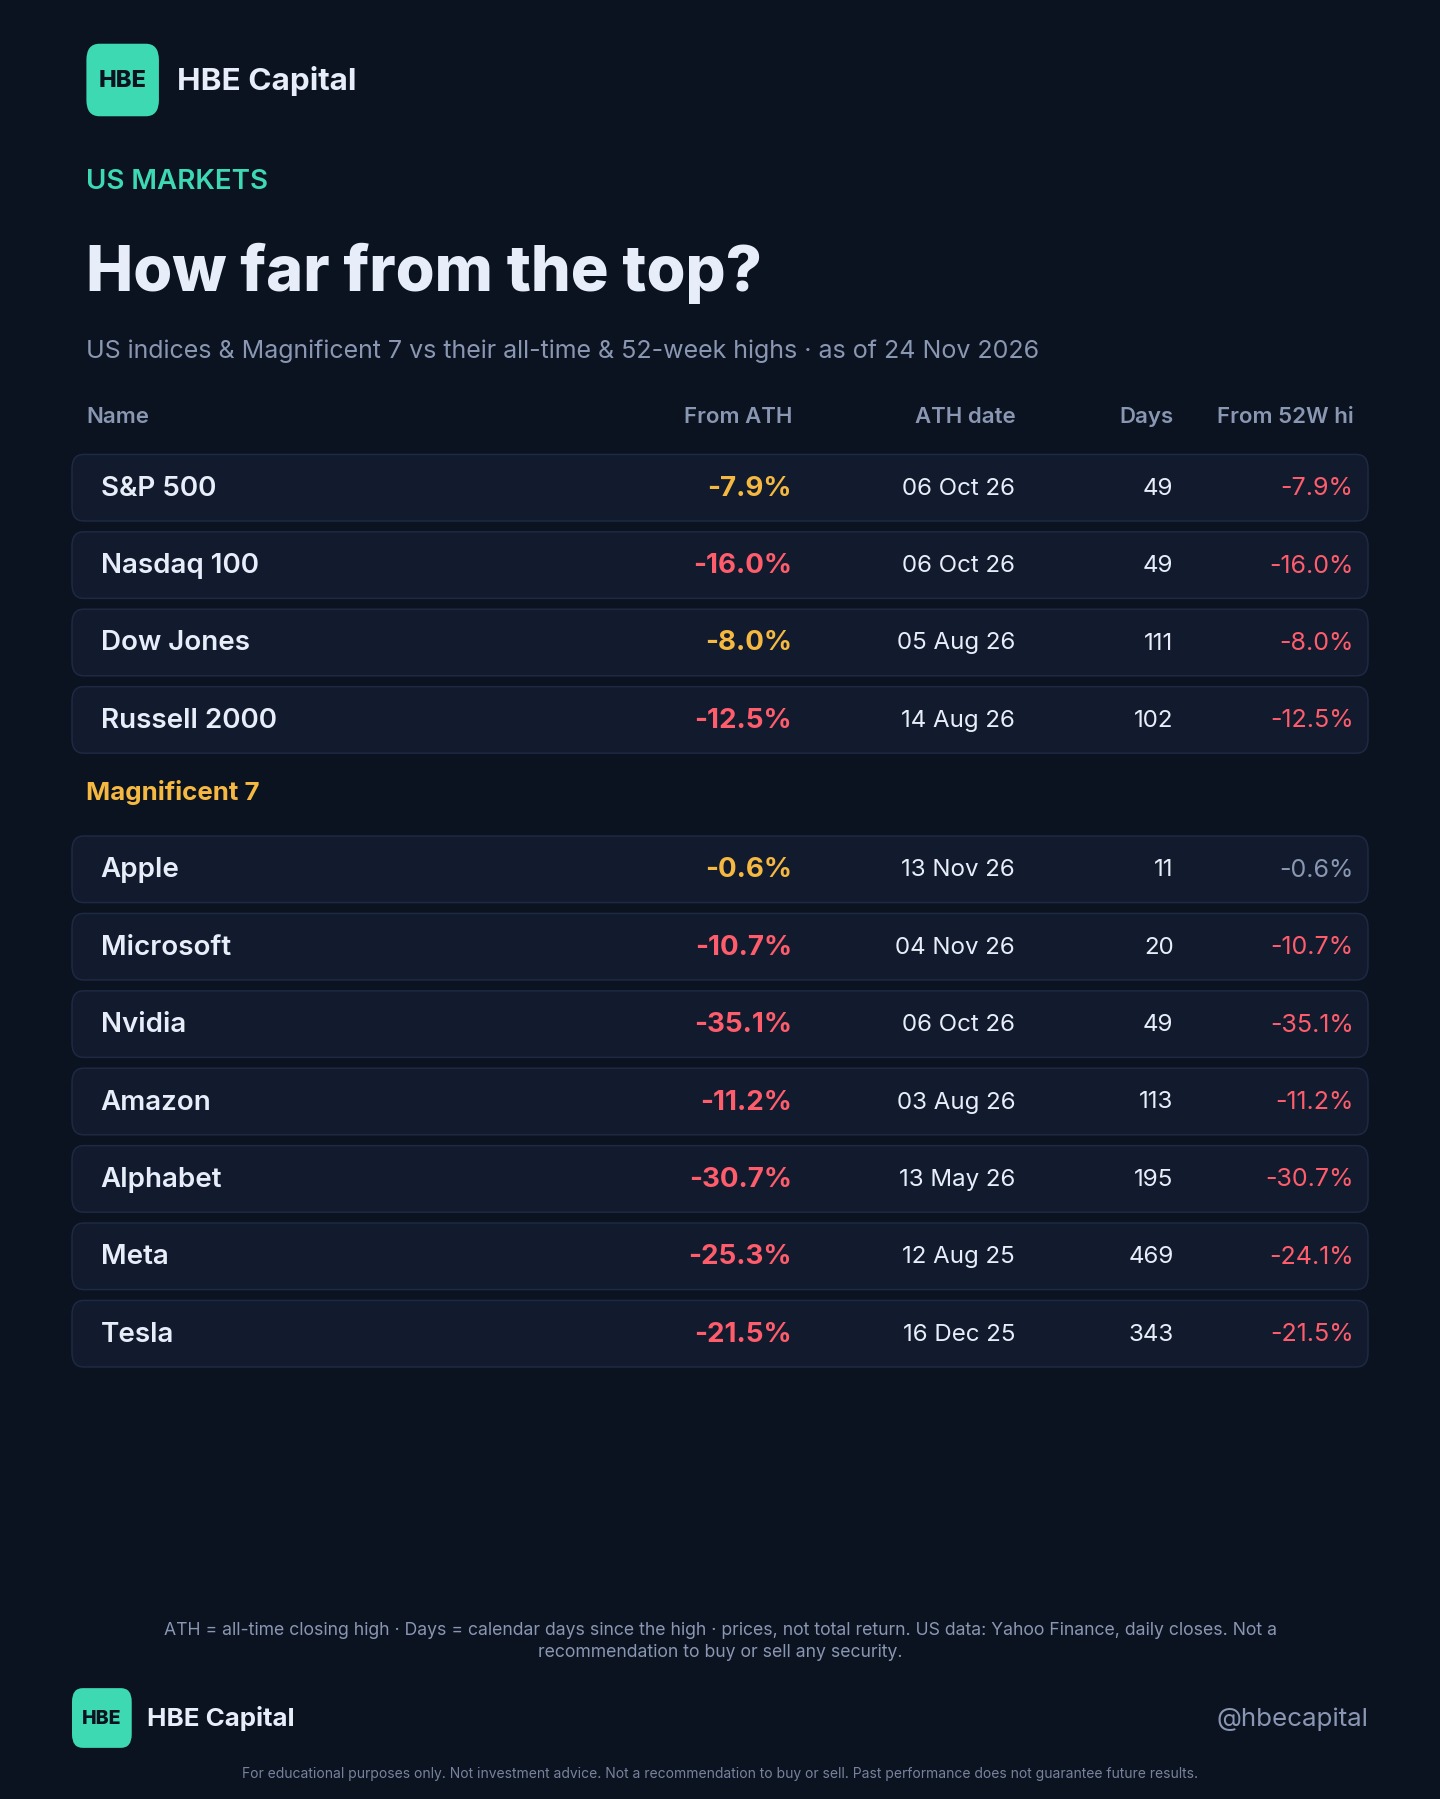 HBE HBE Capital
US MARKETS
How far from the top?
US indices & Magnificent 7 vs their all-time & 52-week highs · as of 24 Nov 2026
Name From ATH ATH date Days From 52W hi
S&P 500 -7.9% 06 Oct 26 49 -7.9%
Nasdaq 100 -16.0% 06 Oct 26 49 -16.0%
Dow Jones -8.0% 05 Aug 26 111 -8.0%
Russell 2000 -12.5% 14 Aug 26 102 -12.5%
Magnificent 7
Apple -0.6% 13 Nov 26 11 -0.6%
Microsoft -10.7% 04 Nov 26 20 -10.7%
Nvidia -35.1% 06 Oct 26 49 -35.1%
Amazon -11.2% 03 Aug 26 113 -11.2%
Alphabet -30.7% 13 May 26 195 -30.7%
Meta -25.3% 12 Aug 25 469 -24.1%
Tesla -21.5% 16 Dec 25 343 -21.5%
ATH = all-time closing high · Days = calendar days since the high · prices, not total return. US data: Yahoo Finance, daily closes. Not a
recommendation to buy or sell any security.
HBE HBE Capital @hbecapital
For educational purposes only. Not investment advice. Not a recommendation to buy or sell. Past performance does not guarantee future results.